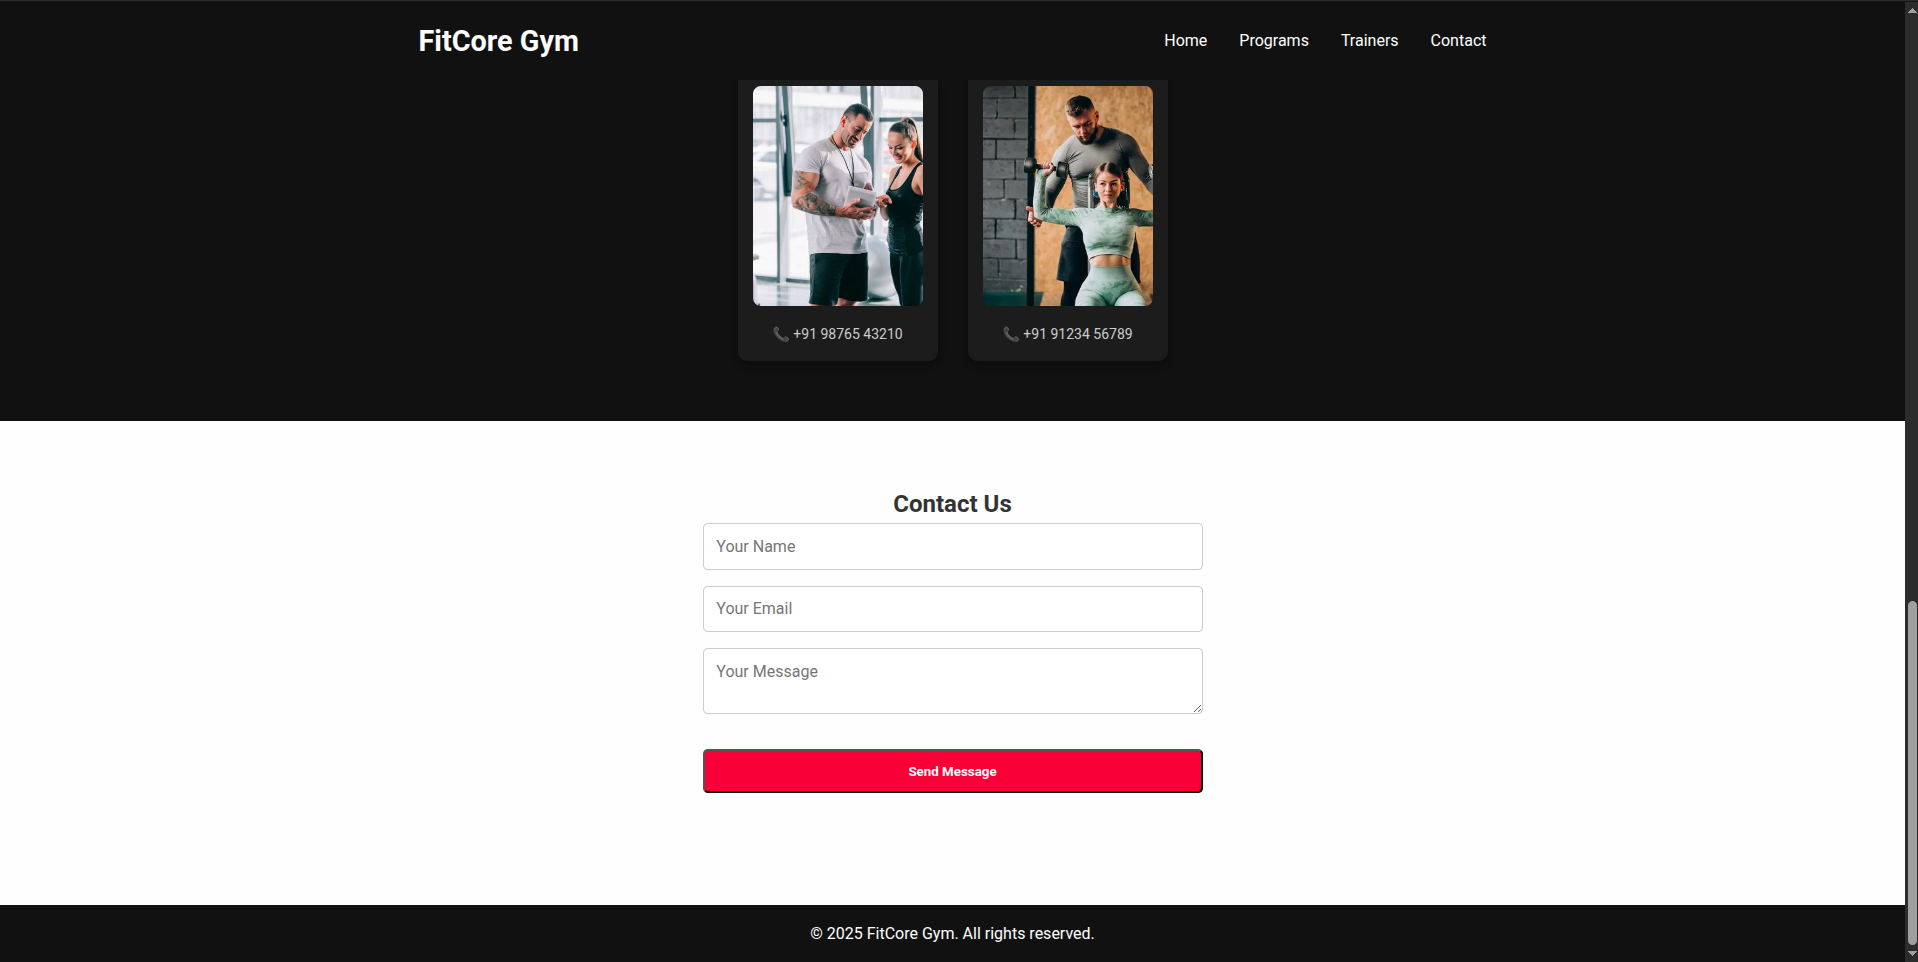 FitCore Gym
Home Programs Trainers Contact
📞 +91 98765 43210
📞 +91 91234 56789
Contact Us
Your Name
Your Email
Your Message
Send Message
© 2025 FitCore Gym. All rights reserved.